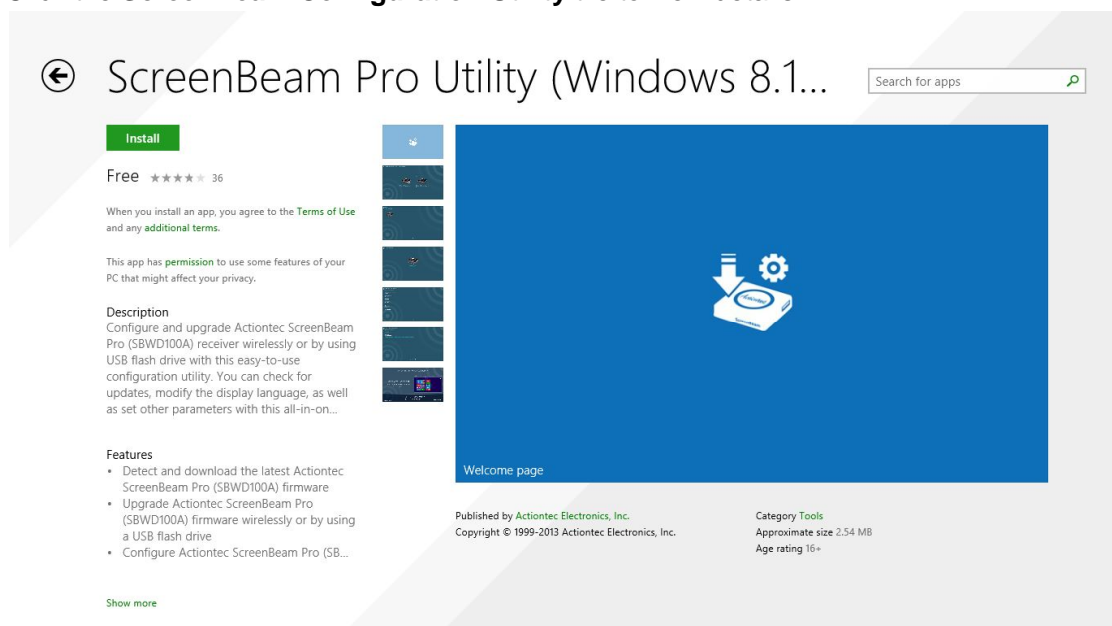 ScreenBeam Pro Utility (Windows 8.1...
Search for apps
Install
Free 36
When you install an app, you agree to the Terms of Use
and any additional terms.
This app has permission to use some features of your
PC that might affect your privacy.
Description
Configure and upgrade Actiontec ScreenBeam
Pro (SBWD100A) receiver wirelessly or by using
USB flash drive with this easy-to-use
configuration utility. You can check for
updates, modify the display language, as well
as set other parameters with this all-in-on...
Features
• Detect and download the latest Actiontec
ScreenBeam Pro (SBWD100A) firmware
• Upgrade Actiontec ScreenBeam Pro
(SBWD100A) firmware wirelessly or by using
a USB flash drive
• Configure Actiontec ScreenBeam Pro (SB...
Show more
Welcome page
Published by Actiontec Electronics, Inc.
Copyright © 1999-2013 Actiontec Electronics, Inc.
Category Tools
Approximate size 2.54 MB
Age rating 16+